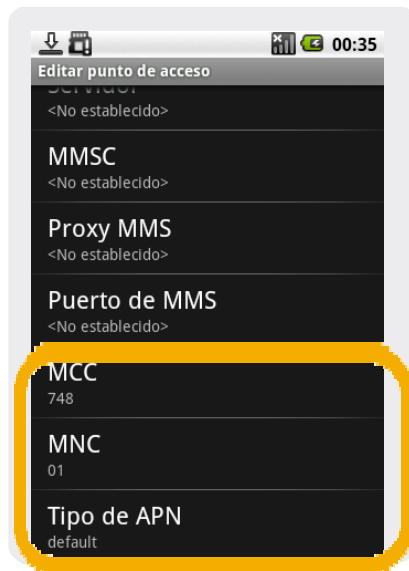 00:35
Editar punto de acceso
Servidor
<No establecido>
MMSC
<No establecido>
Proxy MMS
<No establecido>
Puerto de MMS
<No establecido>
MCC
748
MNC
01
Tipo de APN
default